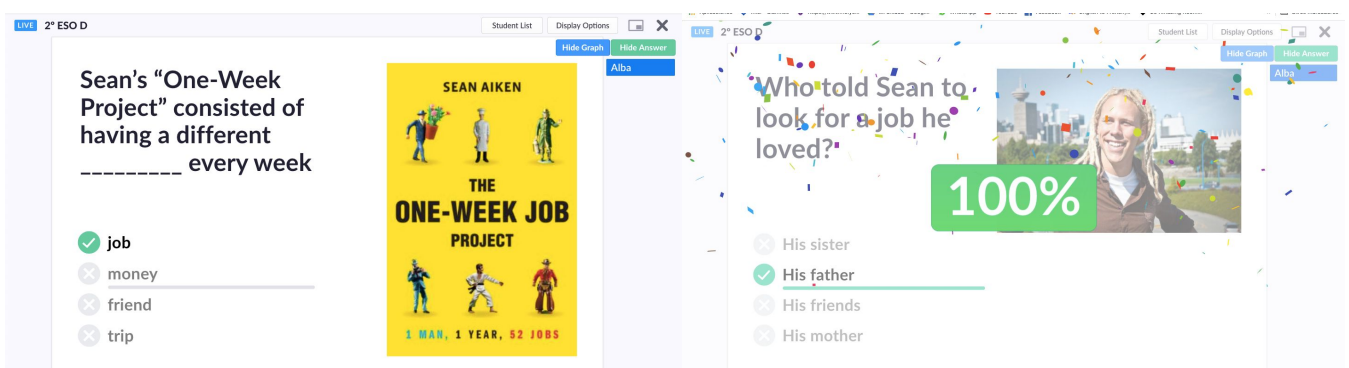 LIVE 2º ESO D
Student List
Display Options
Hide Graph
Hide Answer
Alba
Sean's “One-Week
Project” consisted of
having a different
_________ every week
job
money
friend
trip
SEAN AIKEN
THE
ONE-WEEK JOB
PROJECT
1 MAN, 1 YEAR, 52 JOBS
LIVE 2º ESO D
Student List
Display Options
Hide Graph
Hide Answer
Alba
Who told Sean to
look for a job he
loved?
100%
His sister
His father
His friends
His mother